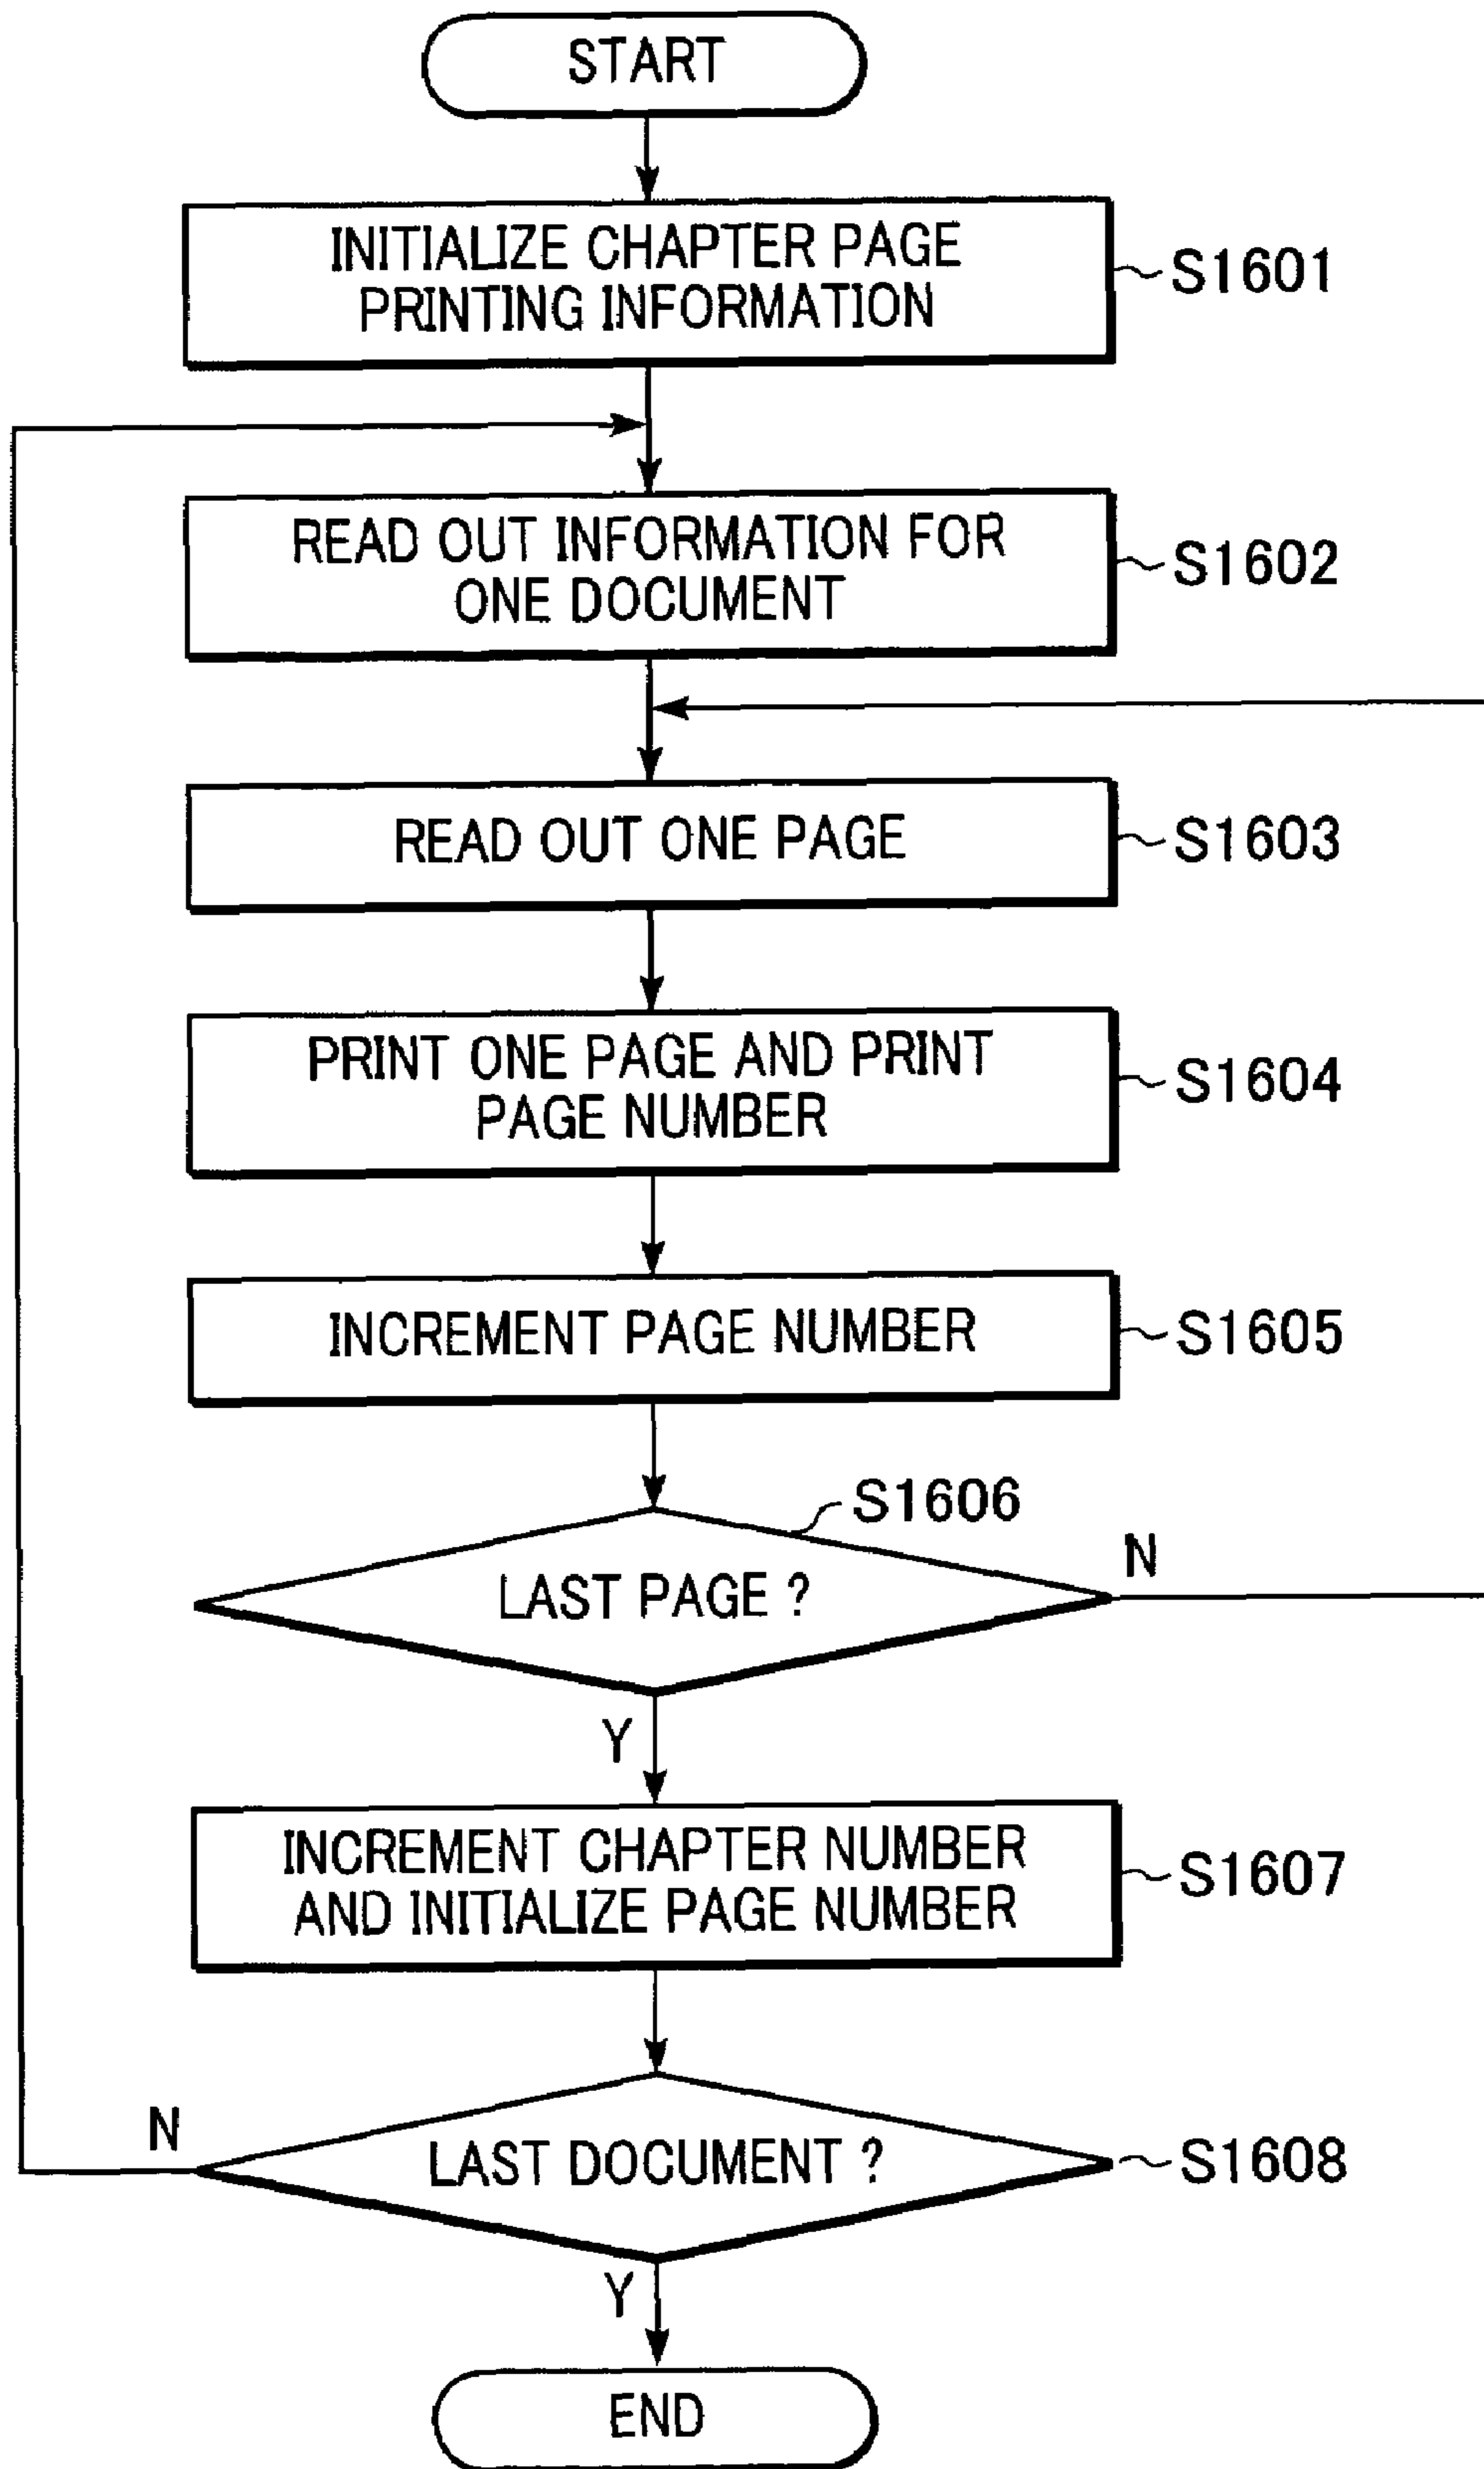 START
INITIALIZE CHAPTER PAGE
PRINTING INFORMATION
S1601
READ OUT INFORMATION FOR
ONE DOCUMENT
S1602
READ OUT ONE PAGE
S1603
PRINT ONE PAGE AND PRINT
PAGE NUMBER
S1604
INCREMENT PAGE NUMBER
S1605
S1606
LAST PAGE ?
N
Y
INCREMENT CHAPTER NUMBER
AND INITIALIZE PAGE NUMBER
S1607
N
LAST DOCUMENT ?
S1608
Y
END